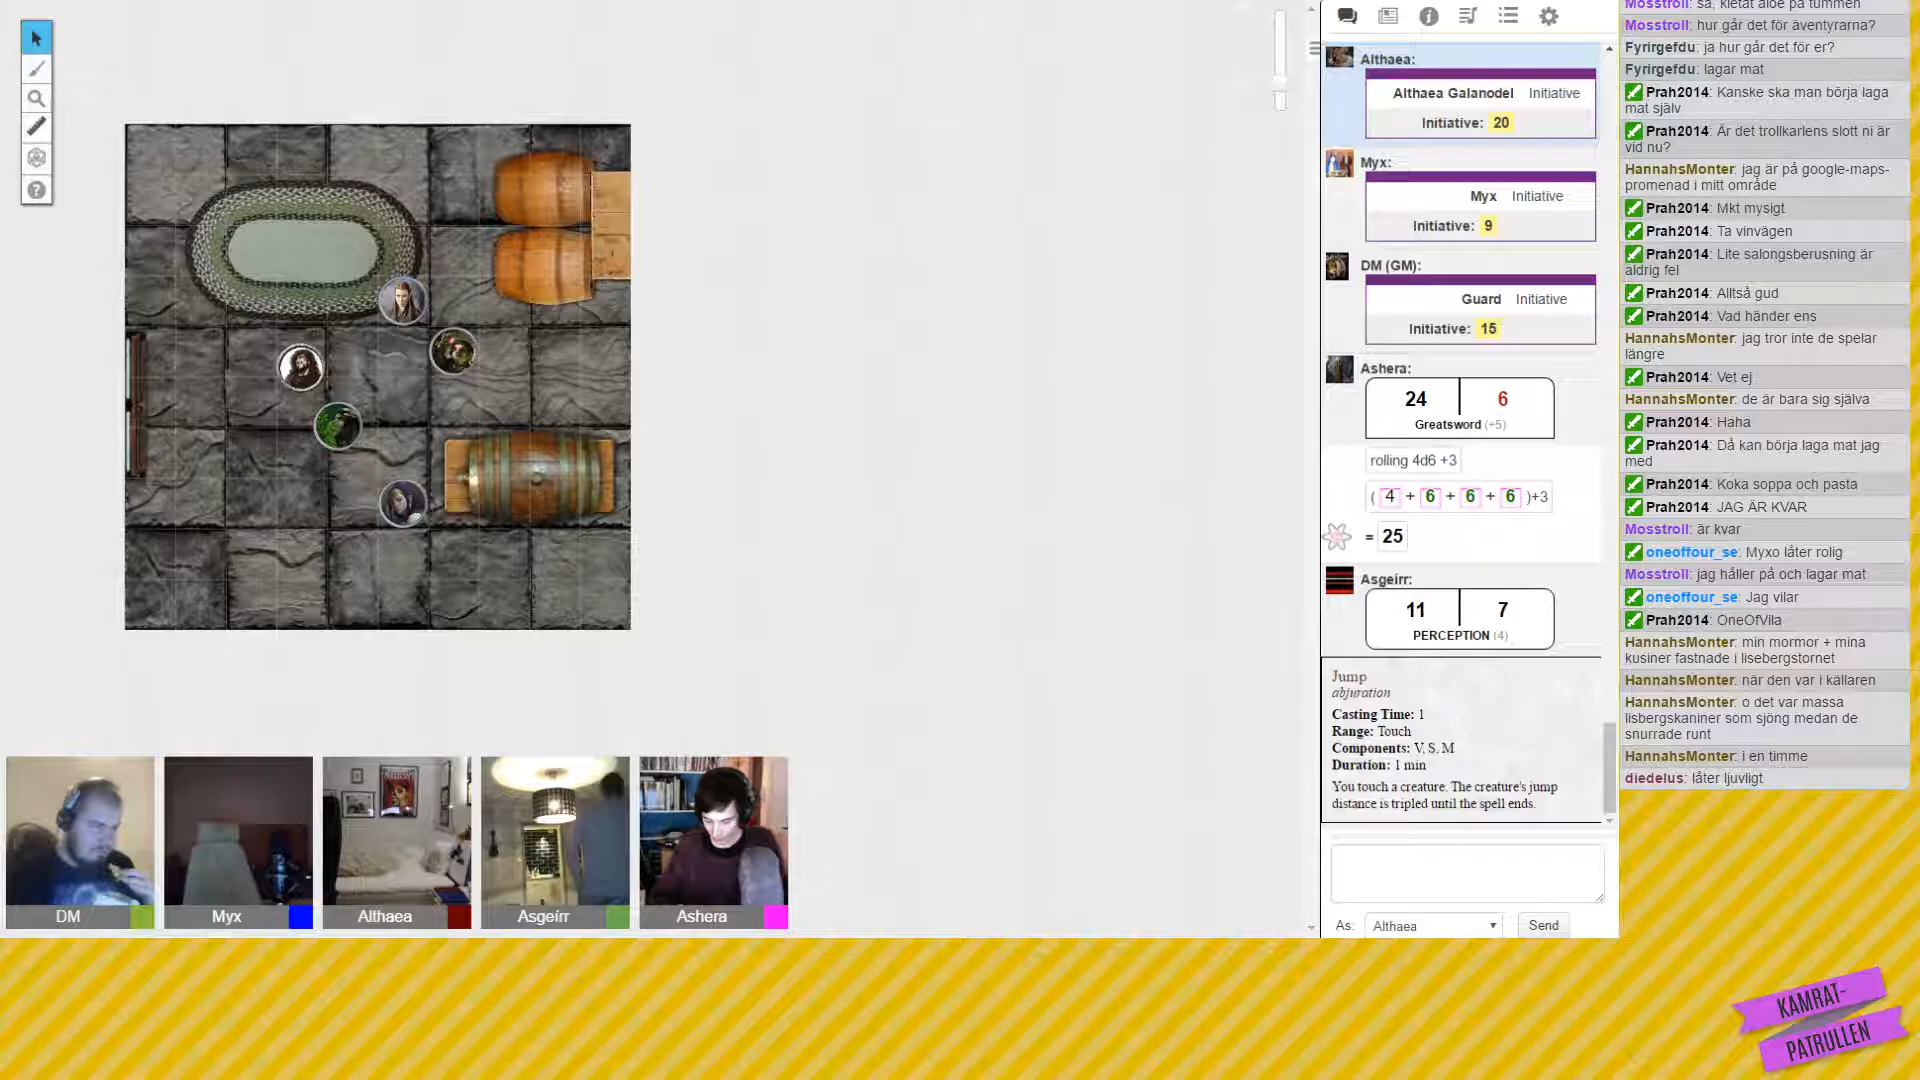 Althaea:
Althaea Galanodel Initiative
Initiative: 20
Myx:
Myx Initiative
Initiative: 9
DM (GM):
Guard Initiative
Initiative: 15
Ashera:
24 6
Greatsword (+5)
rolling 4d6 +3
( 4 + 6 + 6 + 6 )+3
= 25
Asgeirr:
11 7
PERCEPTION (4)
Jump
abjuration
Casting Time: 1
Range: Touch
Components: V, S, M
Duration: 1 min
You touch a creature. The creature's jump
distance is tripled until the spell ends.
As: Althaea Send
Mosstroll: så, kletat aloe på tummen
Mosstroll: hur går det för äventyrarna?
Fyrirgefdu: ja hur går det för er?
Fyrirgefdu: lagar mat
Prah2014: Kanske ska man börja laga
mat själv
Prah2014: Är det trollkarlens slott ni är
vid nu?
HannahsMonter: jag är på google-maps-
promenad i mitt område
Prah2014: Mkt mysigt
Prah2014: Ta vinvägen
Prah2014: Lite salongsberusning är
aldrig fel
Prah2014: Alltså gud
Prah2014: Vad händer ens
HannahsMonter: jag tror inte de spelar
längre
Prah2014: Vet ej
HannahsMonter: de är bara sig själva
Prah2014: Haha
Prah2014: Då kan börja laga mat jag
med
Prah2014: Koka soppa och pasta
Prah2014: JAG ÄR KVAR
Mosstroll: är kvar
oneoffour_se: Myxo låter rolig
Mosstroll: jag håller på och lagar mat
oneoffour_se: Jag vilar
Prah2014: OneOfVila
HannahsMonter: min mormor + mina
kusiner fastnade i lisebergstornet
HannahsMonter: när den var i källaren
HannahsMonter: o det var massa
lisbergskaniner som sjöng medan de
snurrade runt
HannahsMonter: i en timme
diedelus: låter ljuvligt
DM
Myx
Althaea
Asgeirr
Ashera
KAMRAT-
PATRULLEN